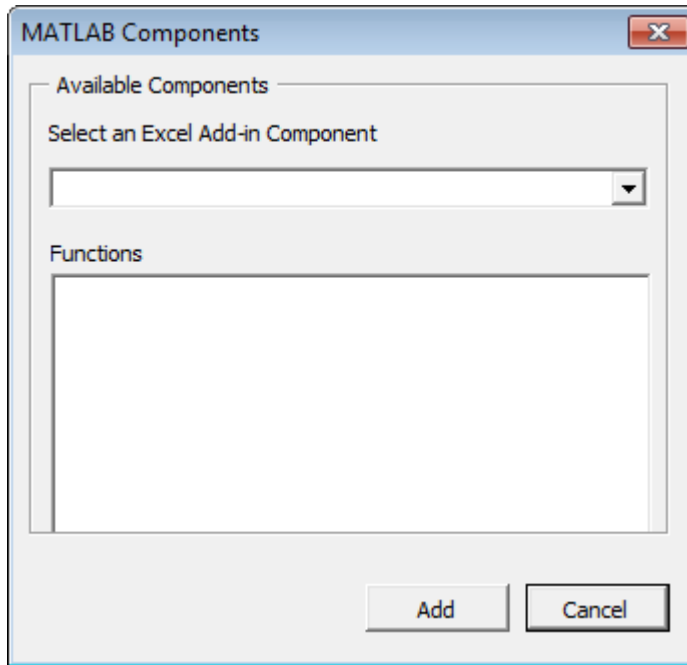 MATLAB Components
Available Components
Select an Excel Add-in Component
Functions
Add
Cancel